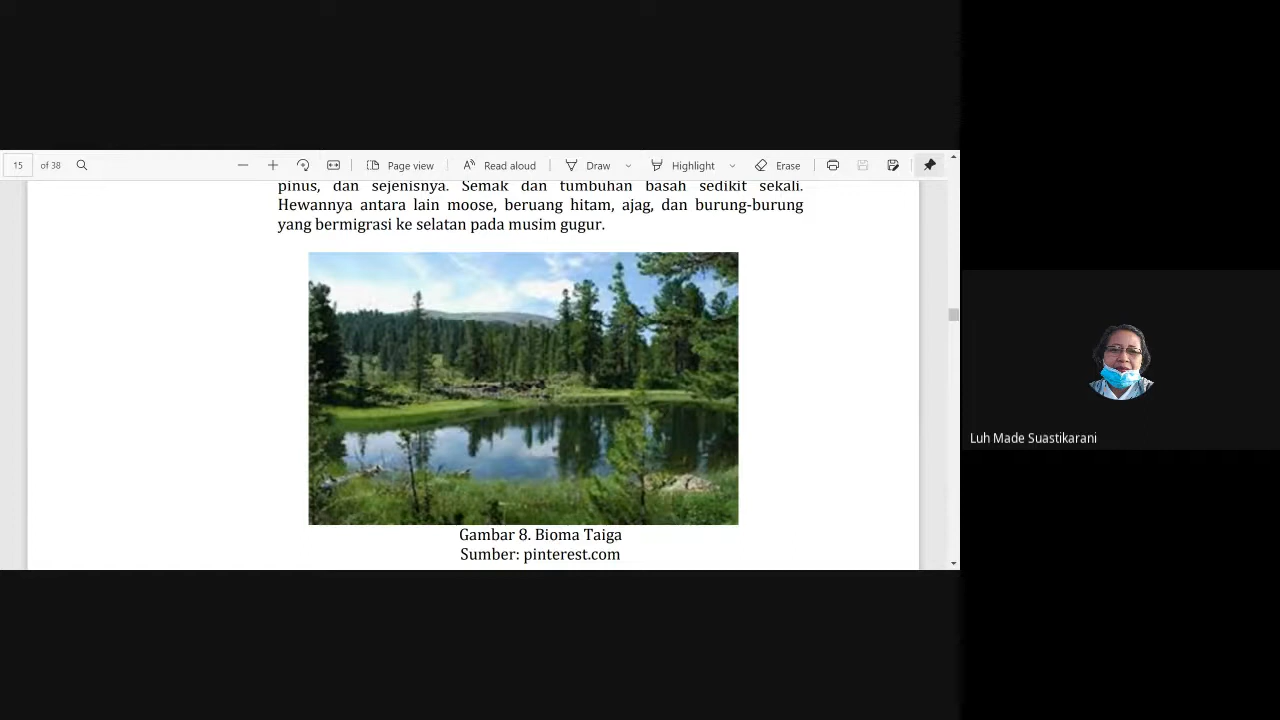 15 of 38 Page view Read aloud Draw Highlight Erase
pinus, dan sejenisnya. Semak dan tumbuhan basah sedikit sekali.
Hewannya antara lain moose, beruang hitam, ajag, dan burung-burung
yang bermigrasi ke selatan pada musim gugur.
Gambar 8. Bioma Taiga
Sumber: pinterest.com
Luh Made Suastikarani